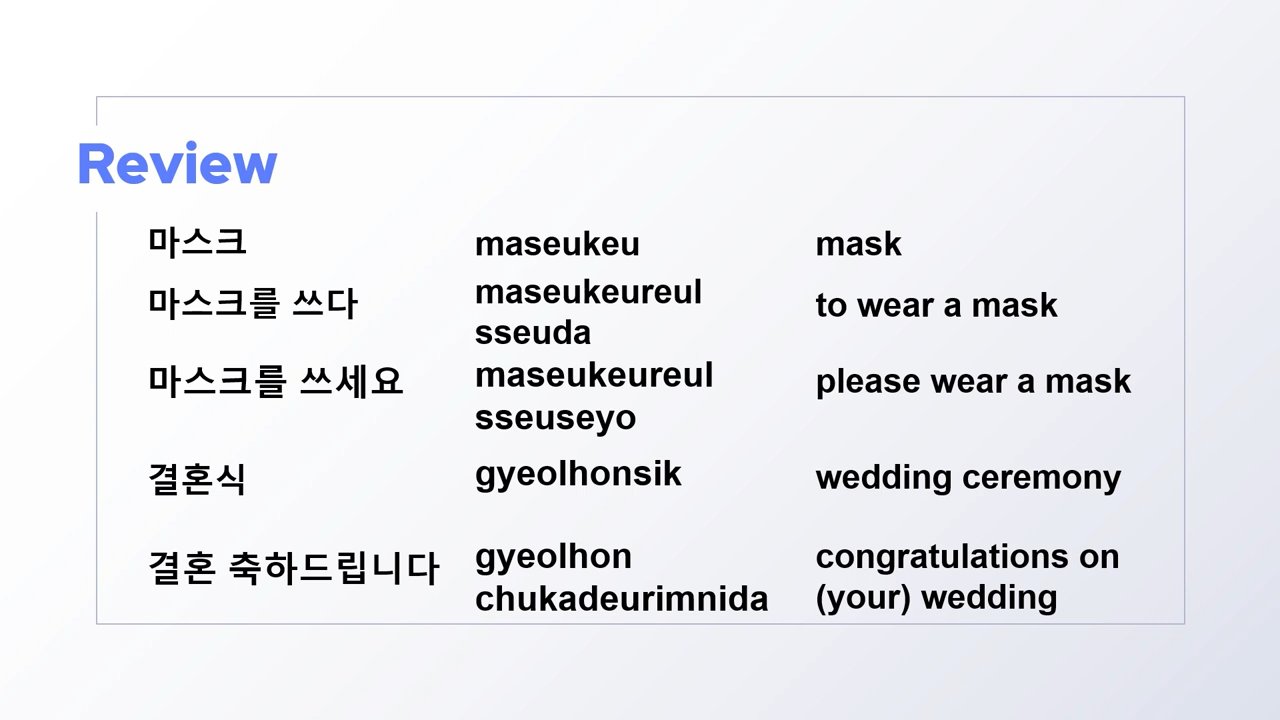 Review
마스크 maseukeu mask
마스크를 쓰다 maseukeureul to wear a mask
sseuda
마스크를 쓰세요 maseukeureul please wear a mask
sseuseyo
결혼식 gyeolhonsik wedding ceremony
결혼 축하드립니다 gyeolhon congratulations on
chukadeurimnida (your) wedding